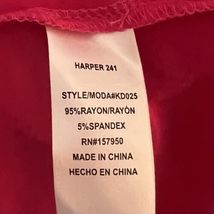 HARPER 241
STYLE/MODA#KD025
95%RAYON/RAYÓN
5%SPANDEX
RN#157950
MADE IN CHINA
HECHO EN CHINA